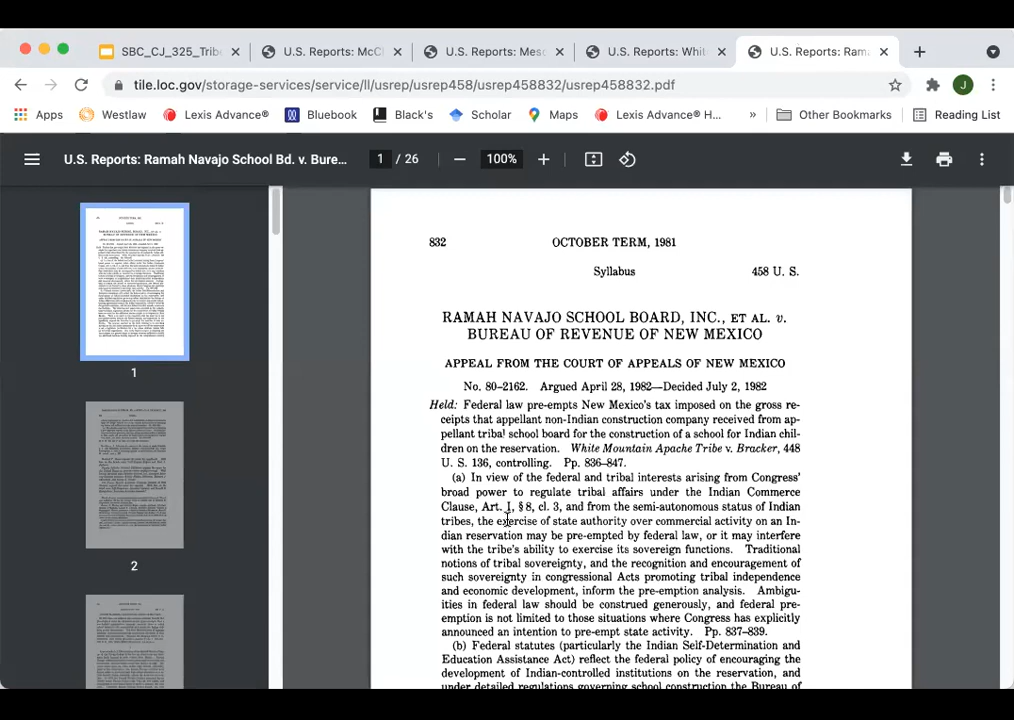 SBC_CJ_325_Trib
U.S. Reports: McC
U.S. Reports: Mesc
U.S. Reports: Whit
U.S. Reports: Ram
tile.loc.gov/storage-services/service/ll/usrep/usrep458/usrep458832/usrep458832.pdf
J
Apps Westlaw Lexis Advance® Bluebook Black's Scholar Maps Lexis Advance® H... » Other Bookmarks Reading List
U.S. Reports: Ramah Navajo School Bd. v. Bure... 1 / 26 100%
1
2
832 OCTOBER TERM, 1981
Syllabus 458 U. S.
RAMAH NAVAJO SCHOOL BOARD, INC., ET AL. v.
BUREAU OF REVENUE OF NEW MEXICO
APPEAL FROM THE COURT OF APPEALS OF NEW MEXICO
No. 80–2162. Argued April 28, 1982—Decided July 2, 1982
Held: Federal law pre-empts New Mexico's tax imposed on the gross re-
ceipts that appellant non-Indian construction company received from ap-
pellant tribal school board for the construction of a school for Indian chil-
dren on the reservation. White Mountain Apache Tribe v. Bracker, 448
U. S. 136, controlling. Pp. 836–847.
(a) In view of the federal and tribal interests arising from Congress'
broad power to regulate tribal affairs under the Indian Commerce
Clause, Art. I, § 8, cl. 3, and from the semi-autonomous status of Indian
tribes, the exercise of state authority over commercial activity on an In-
dian reservation may be pre-empted by federal law, or it may interfere
with the tribe's ability to exercise its sovereign functions. Traditional
notions of tribal sovereignty, and the recognition and encouragement of
such sovereignty in congressional Acts promoting tribal independence
and economic development, inform the pre-emption analysis. Ambigu-
ities in federal law should be construed generously, and federal pre-
emption is not limited to those situations where Congress has explicitly
announced an intention to pre-empt state activity. Pp. 837–839.
(b) Federal statutes (particularly the Indian Self-Determination and
Education Assistance Act) reflect the federal policy of encouraging the
development of Indian-controlled institutions on the reservation, and
under detailed regulations governing school construction the Bureau of